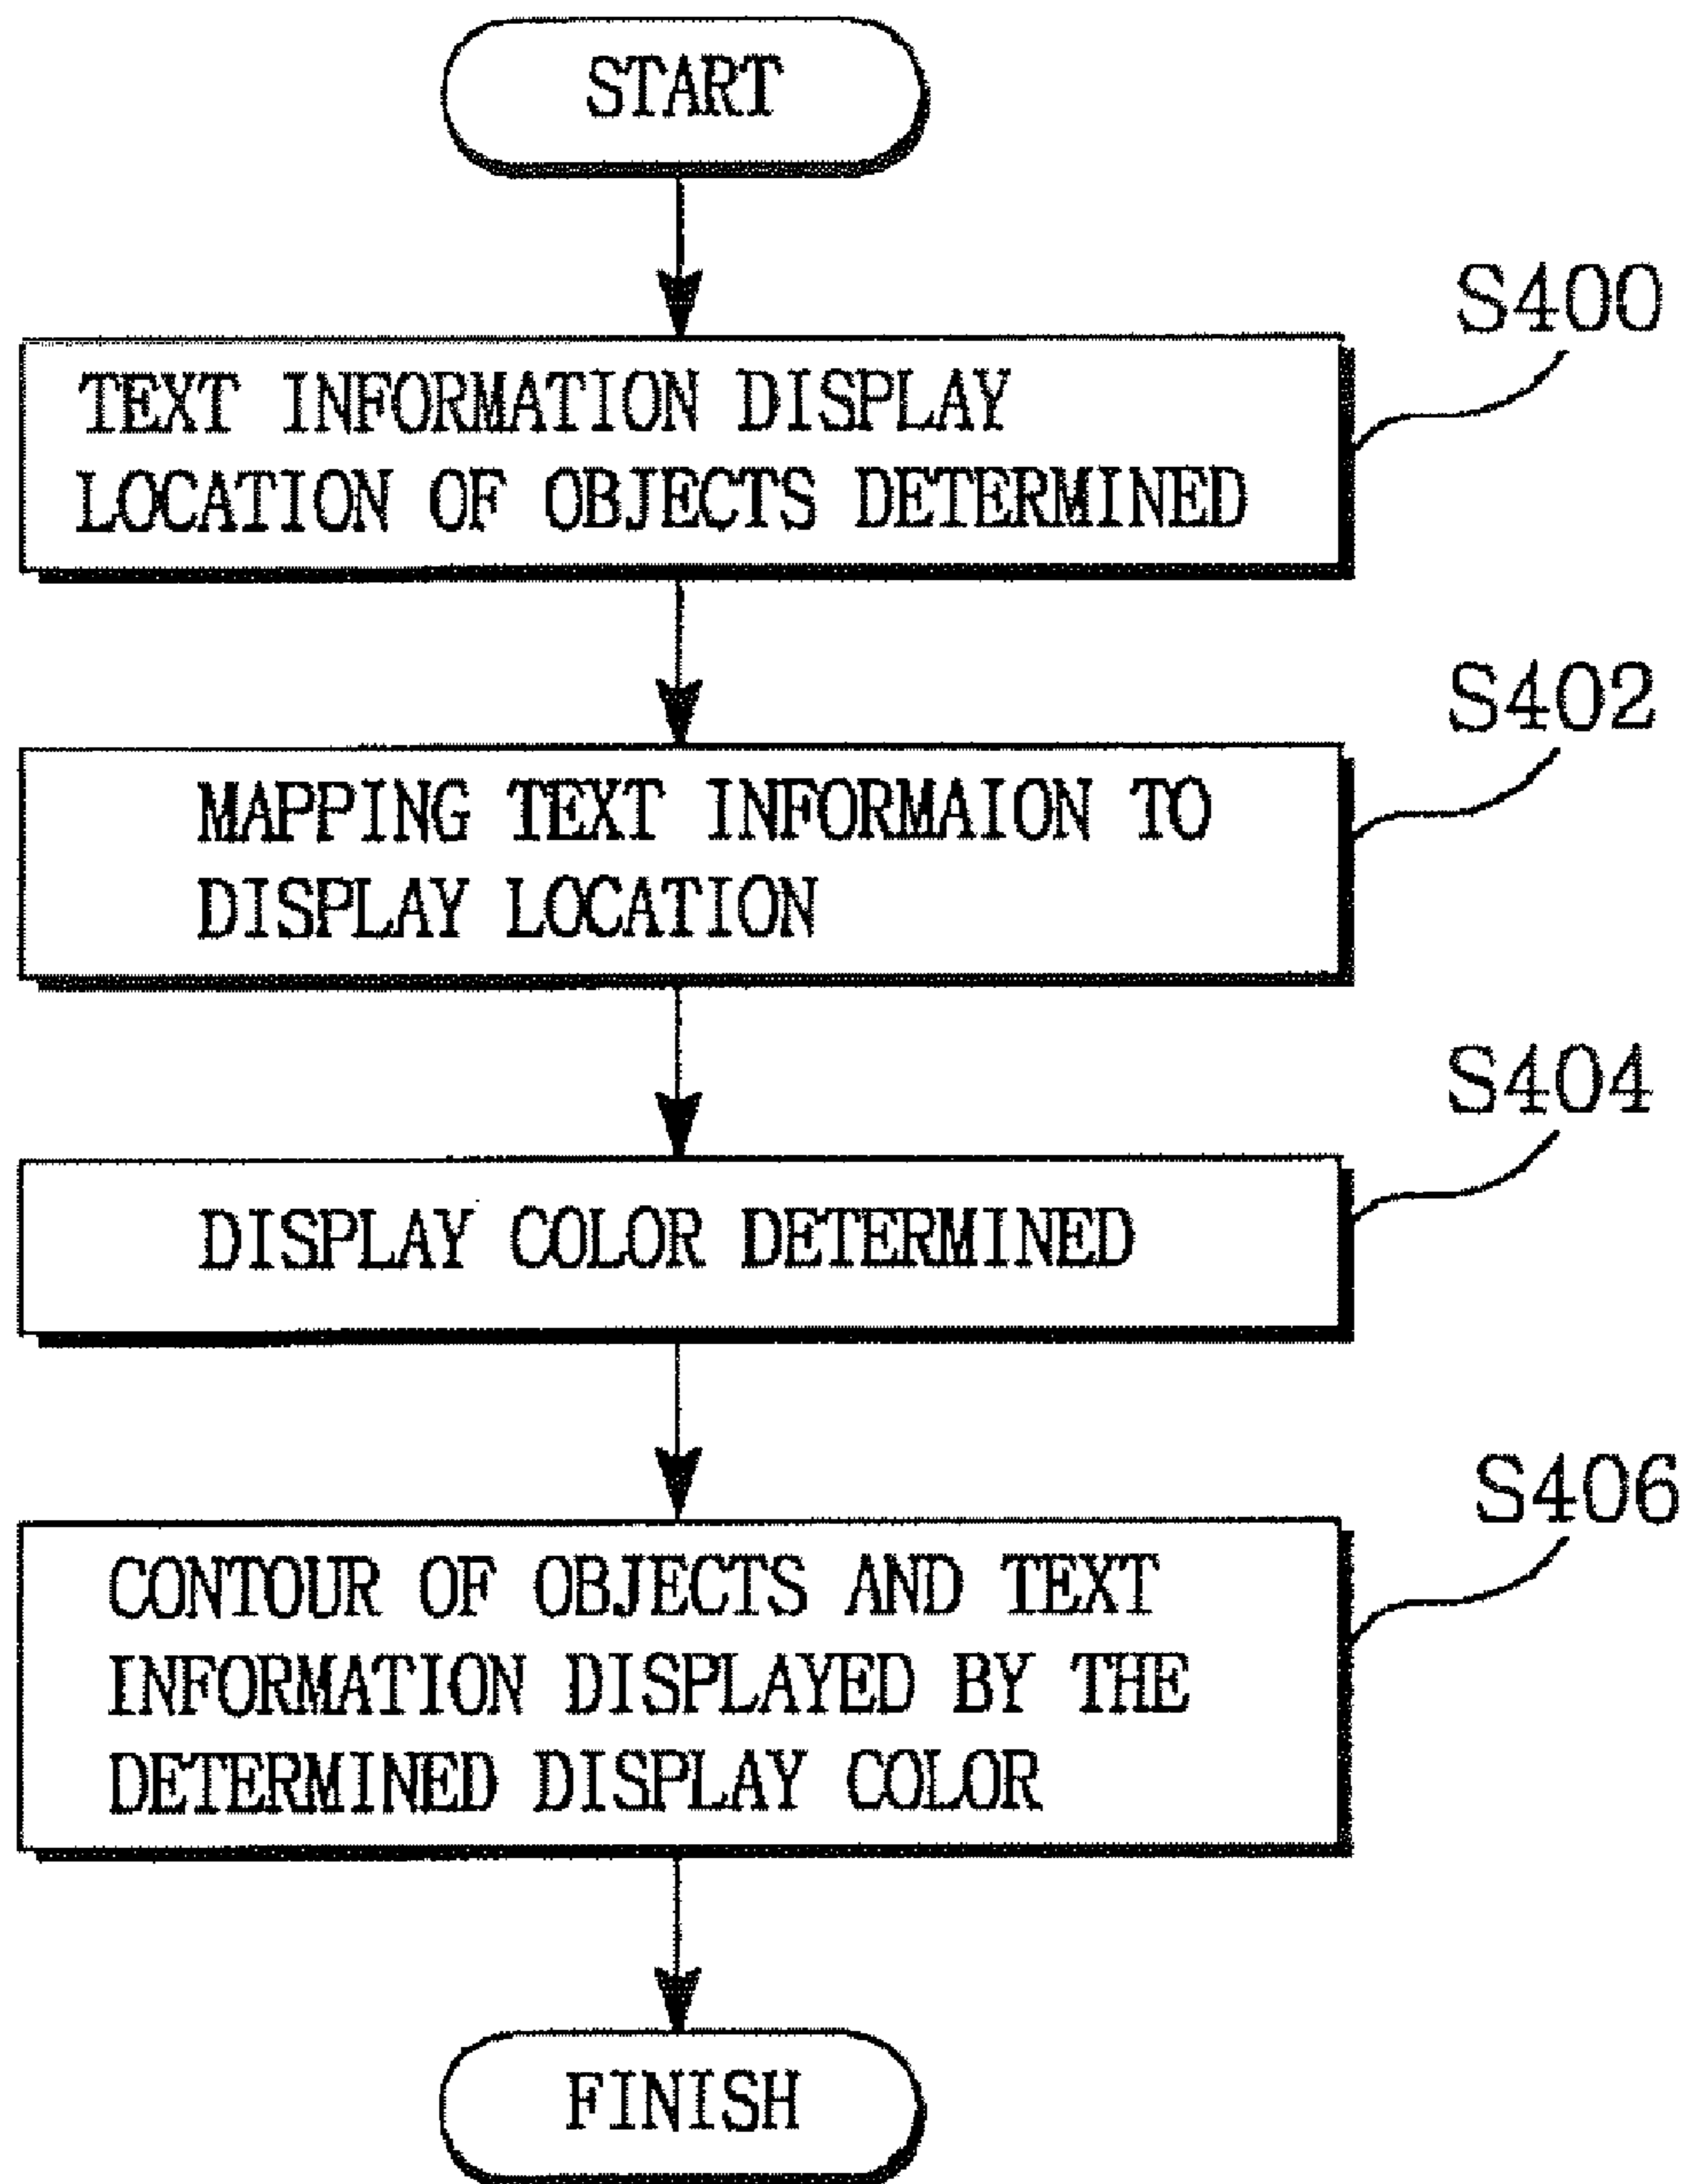 START
S400
TEXT INFORMATION DISPLAY
LOCATION OF OBJECTS DETERMINED
S402
MAPPING TEXT INFORMAION TO
DISPLAY LOCATION
S404
DISPLAY COLOR DETERMINED
S406
CONTOUR OF OBJECTS AND TEXT
INFORMATION DISPLAYED BY THE
DETERMINED DISPLAY COLOR
FINISH